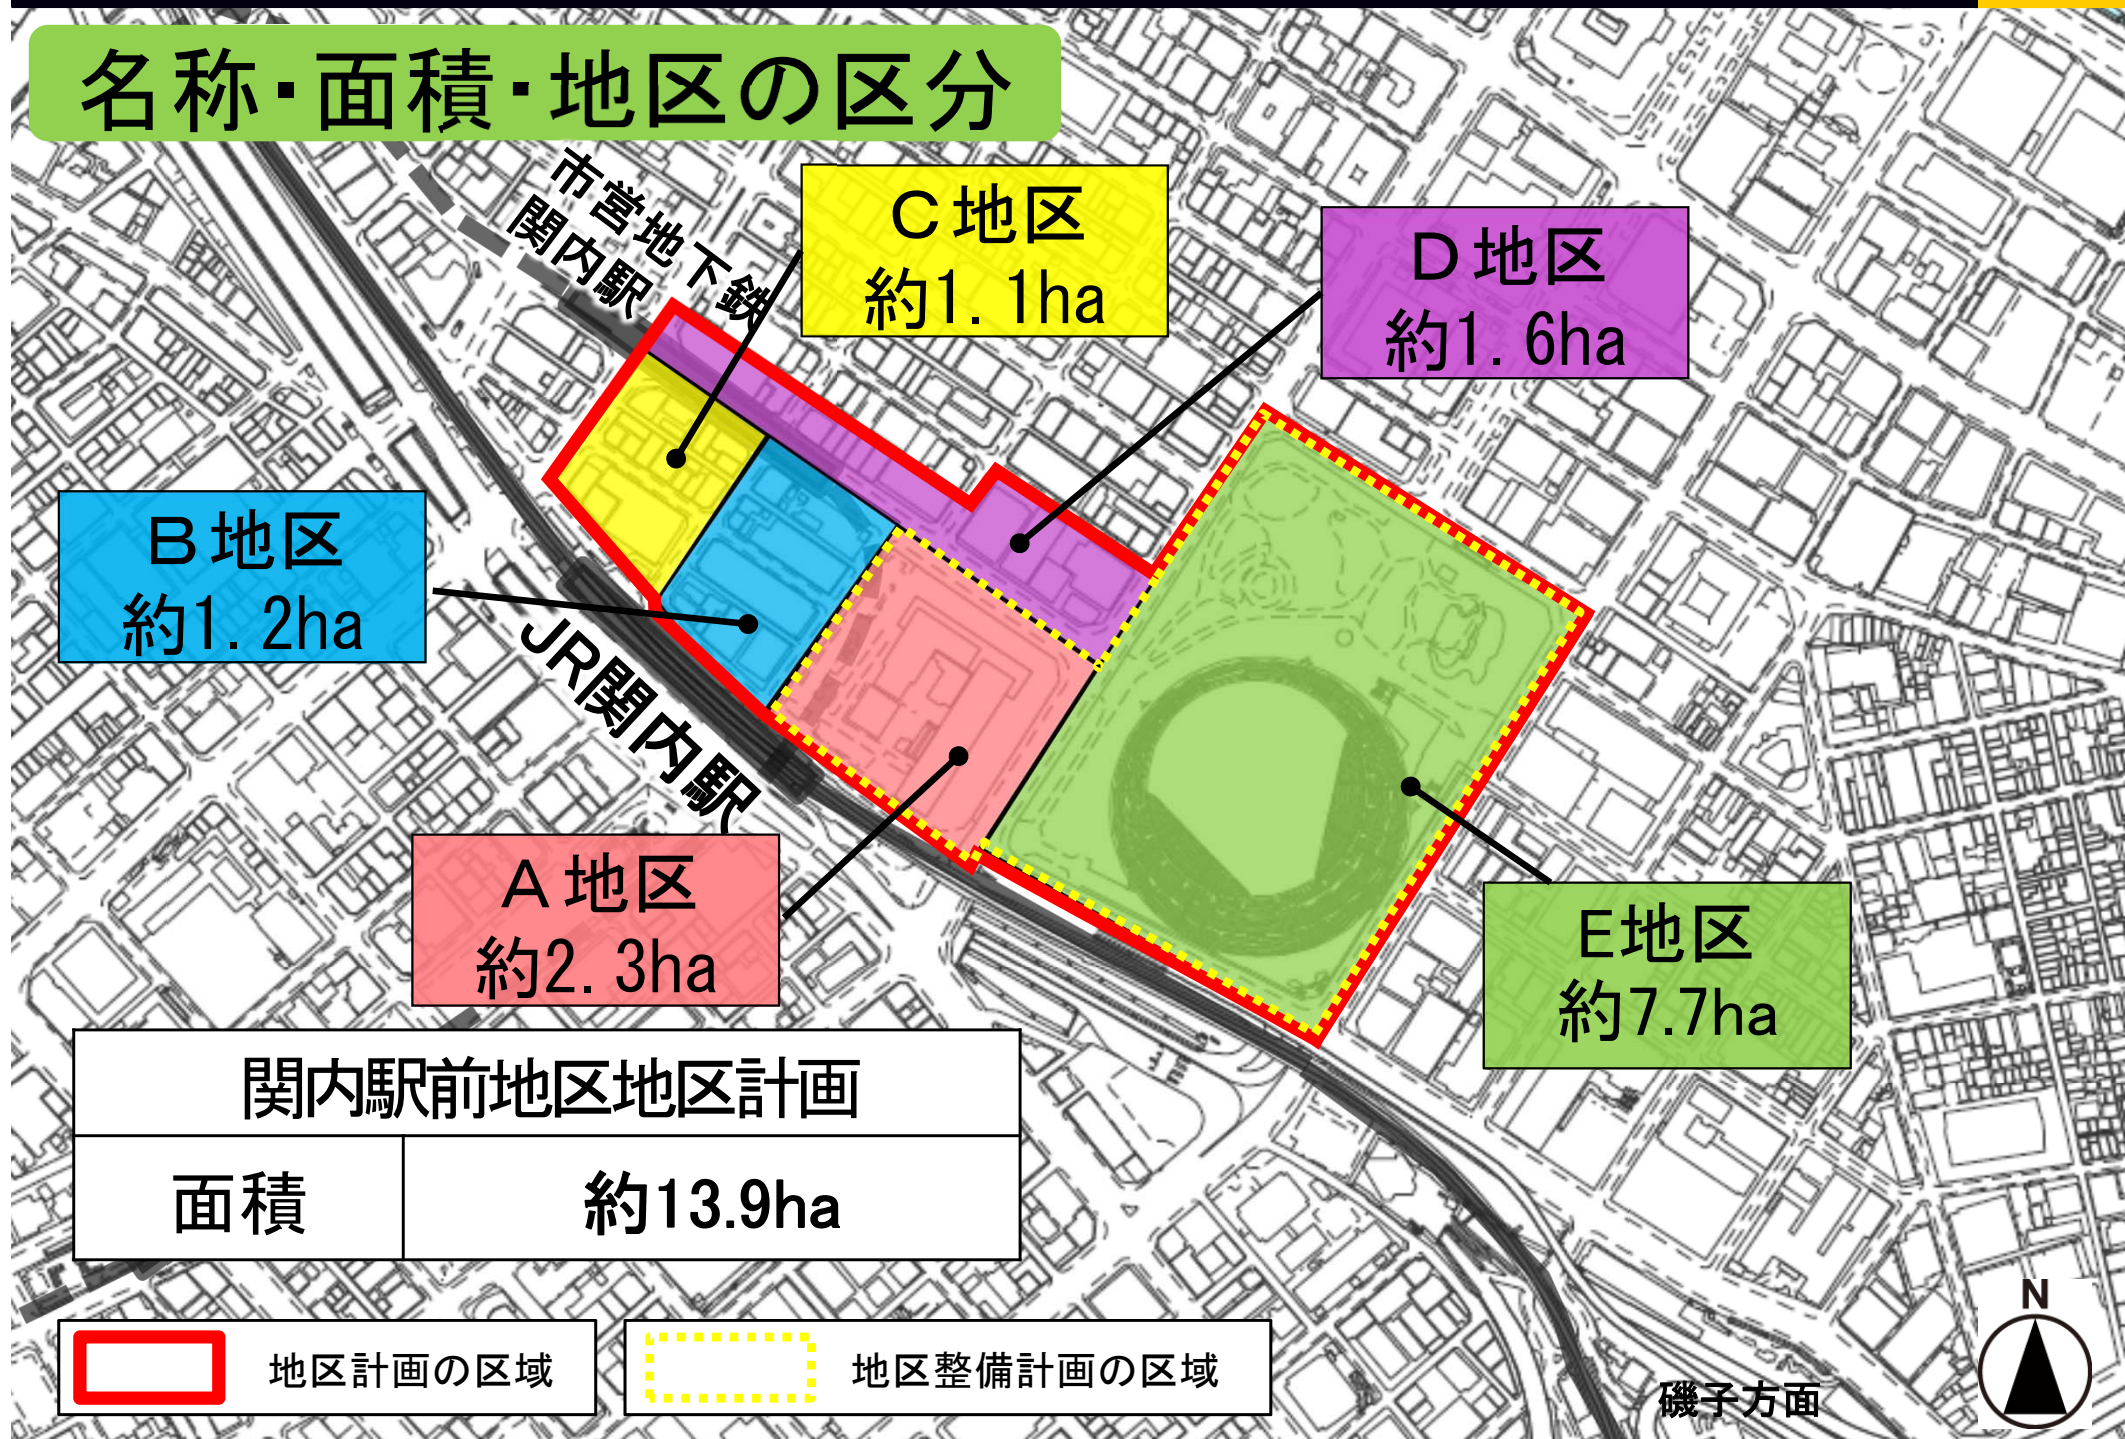 名称・面積・地区の区分
市営地下鉄
関内駅
C地区
約1.1ha
D地区
約1.6ha
B地区
約1.2ha
JR関内駅
A地区
約2.3ha
E地区
約7.7ha
関内駅前地区地区計画
面積
約13.9ha
地区計画の区域
地区整備計画の区域
磯子方面
N